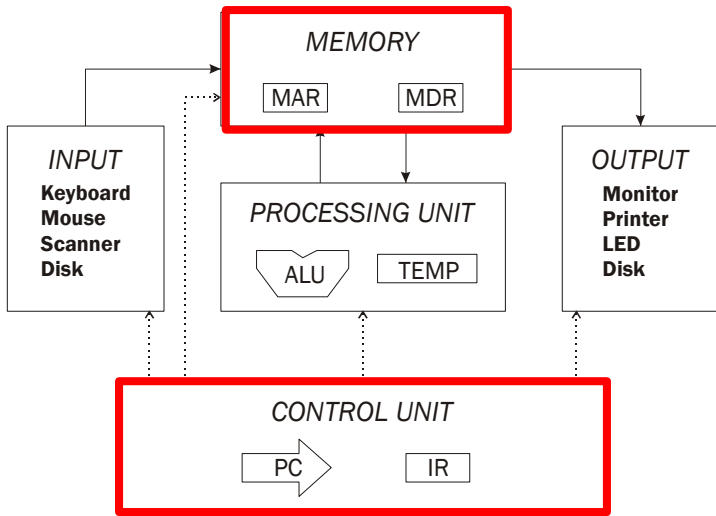 MEMORY
MAR MDR
INPUT
Keyboard
Mouse
Scanner
Disk
PROCESSING UNIT
ALU TEMP
OUTPUT
Monitor
Printer
LED
Disk
CONTROL UNIT
PC IR